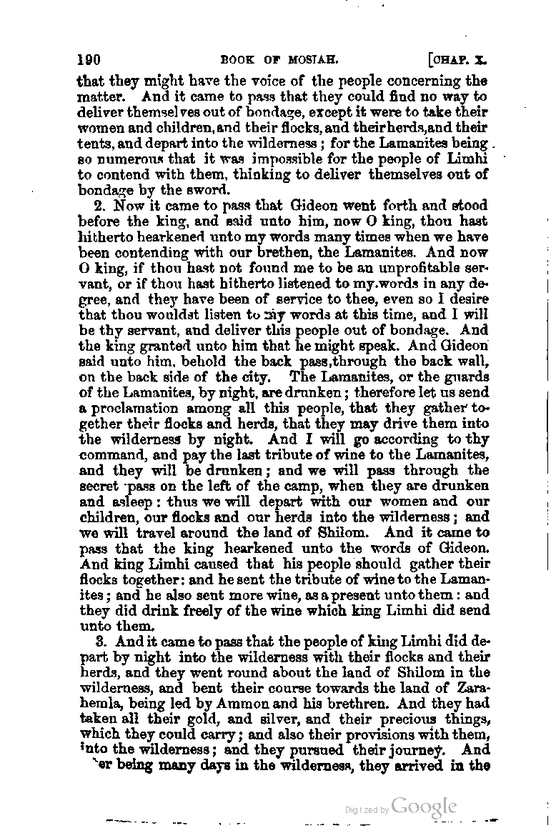 190 BOOK OF MOSIAH. [CHAP. X.
that they might have the voice of the people concerning the
matter. And it came to pass that they could find no way to
deliver themselves out of bondage, except it were to take their
women and children,and their flocks,and their herds,and their
tents, and depart into the wilderness ; for the Lamanites being
so numerous that it was impossible for the people of Limhi
to contend with them, thinking to deliver themselves out of
bondage by the sword.
2. Now it came to pass that Gideon went forth and stood
before the king, and said unto him, now O king, thou hast
hitherto hearkened unto my words many times when we have
been contending with our brethen, the Lamanites. And now
O king, if thou hast not found me to be an unprofitable ser-
vant, or if thou hast hitherto listened to my words in any de-
gree, and they have been of service to thee, even so I desire
that thou wouldst listen to my words at this time, and I will
be thy servant, and deliver this people out of bondage. And
the king granted unto him that he might speak. And Gideon
said unto him, behold the back pass,through the back wall,
on the back side of the city. The Lamanites, or the guards
of the Lamanites, by night, are drunken ; therefore let us send
a proclamation among all this people, that they gather to-
gether their flocks and herds, that they may drive them into
the wilderness by night. And I will go according to thy
command, and pay the last tribute of wine to the Lamanites,
and they will be drunken ; and we will pass through the
secret pass on the left of the camp, when they are drunken
and asleep : thus we will depart with our women and our
children, our flocks and our herds into the wilderness ; and
we will travel around the land of Shilom. And it came to
pass that the king hearkened unto the words of Gideon.
And king Limhi caused that his people should gather their
flocks together: and he sent the tribute of wine to the Laman-
ites ; and he also sent more wine, as a present unto them : and
they did drink freely of the wine which king Limhi did send
unto them.
3. And it came to pass that the people of king Limhi did de-
part by night into the wilderness with their flocks and their
herds, and they went round about the land of Shilom in the
wilderness, and bent their course towards the land of Zara-
hemla, being led by Ammon and his brethren. And they had
taken all their gold, and silver, and their precious things,
which they could carry ; and also their provisions with them,
into the wilderness ; and they pursued their journey. And
er being many days in the wilderness, they arrived in the
Digitized by Google